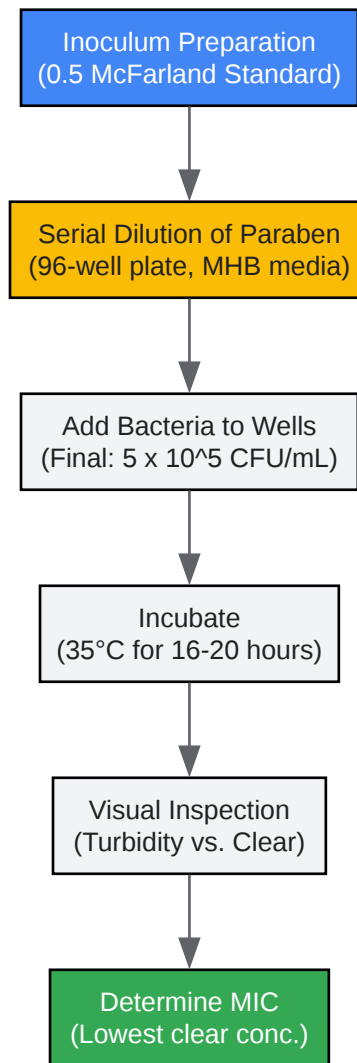 Inoculum Preparation
(0.5 McFarland Standard)
Serial Dilution of Paraben
(96-well plate, MHB media)
Add Bacteria to Wells
(Final: 5 x 10^5 CFU/mL)
Incubate
(35°C for 16-20 hours)
Visual Inspection
(Turbidity vs. Clear)
Determine MIC
(Lowest clear conc.)